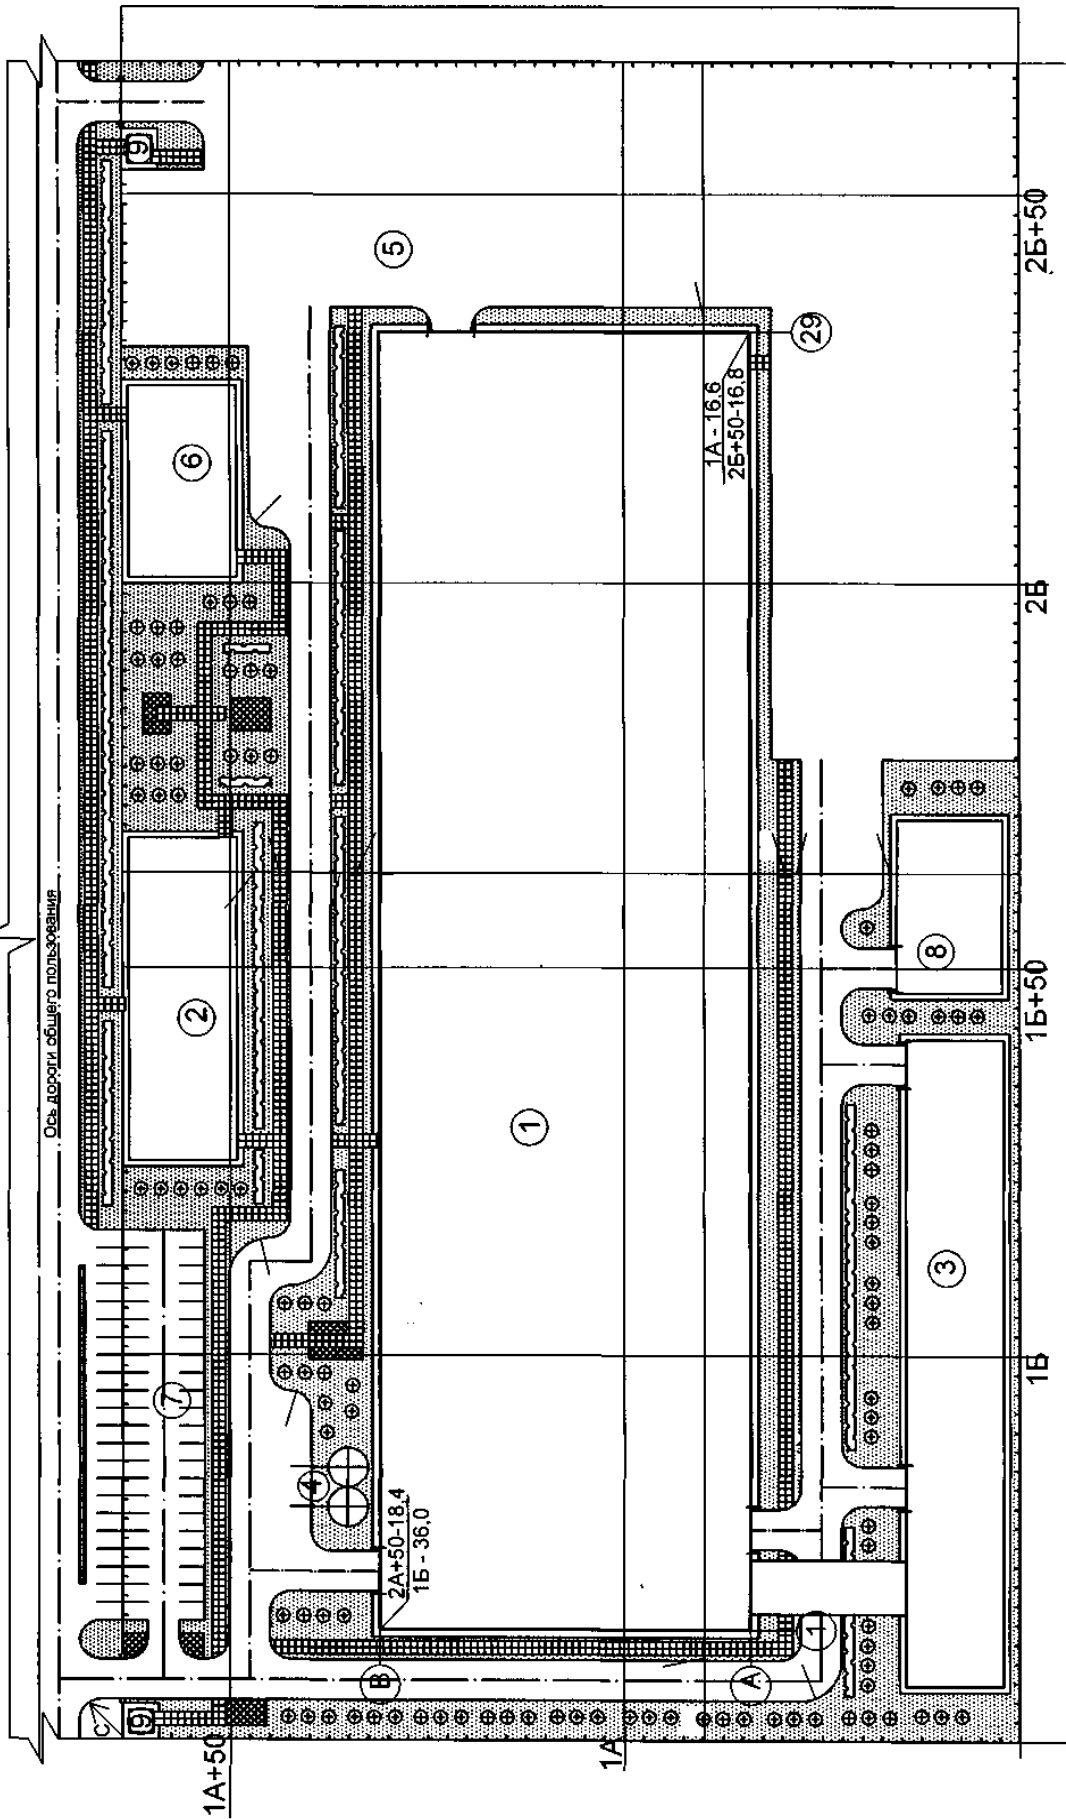 Ось дороги общего пользования
9
5
2Б+50
6
29
1А - 16,6
2Б+50-16,8
2Б
2
8
1Б+50
1
7
3
1Б
4
2А+50-18,4
1Б - 36,0
1
В
А
С
9
1А+50
1А